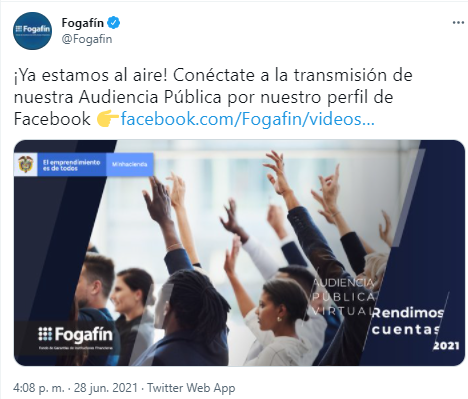 Fogafín
@Fogafin
¡Ya estamos al aire! Conéctate a la transmisión de
nuestra Audiencia Pública por nuestro perfil de
Facebook 👉facebook.com/Fogafin/videos...
El emprendimiento
es de todos
Minhacienda
AUDIENCIA
PÚBLICA
VIRTUAL
Rendimos
cuentas
2021
Fogafín
Fondo de Garantías de Instituciones Financieras
4:08 p. m. · 28 jun. 2021 · Twitter Web App